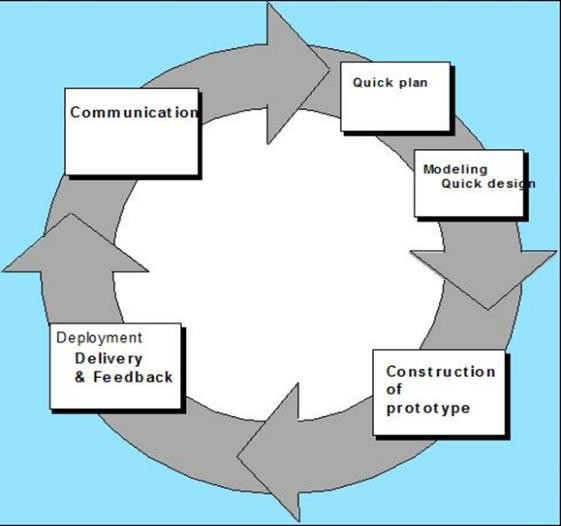 Communication
Quick plan
Modeling
Quick design
Construction
of
prototype
Deployment
Delivery
& Feedback